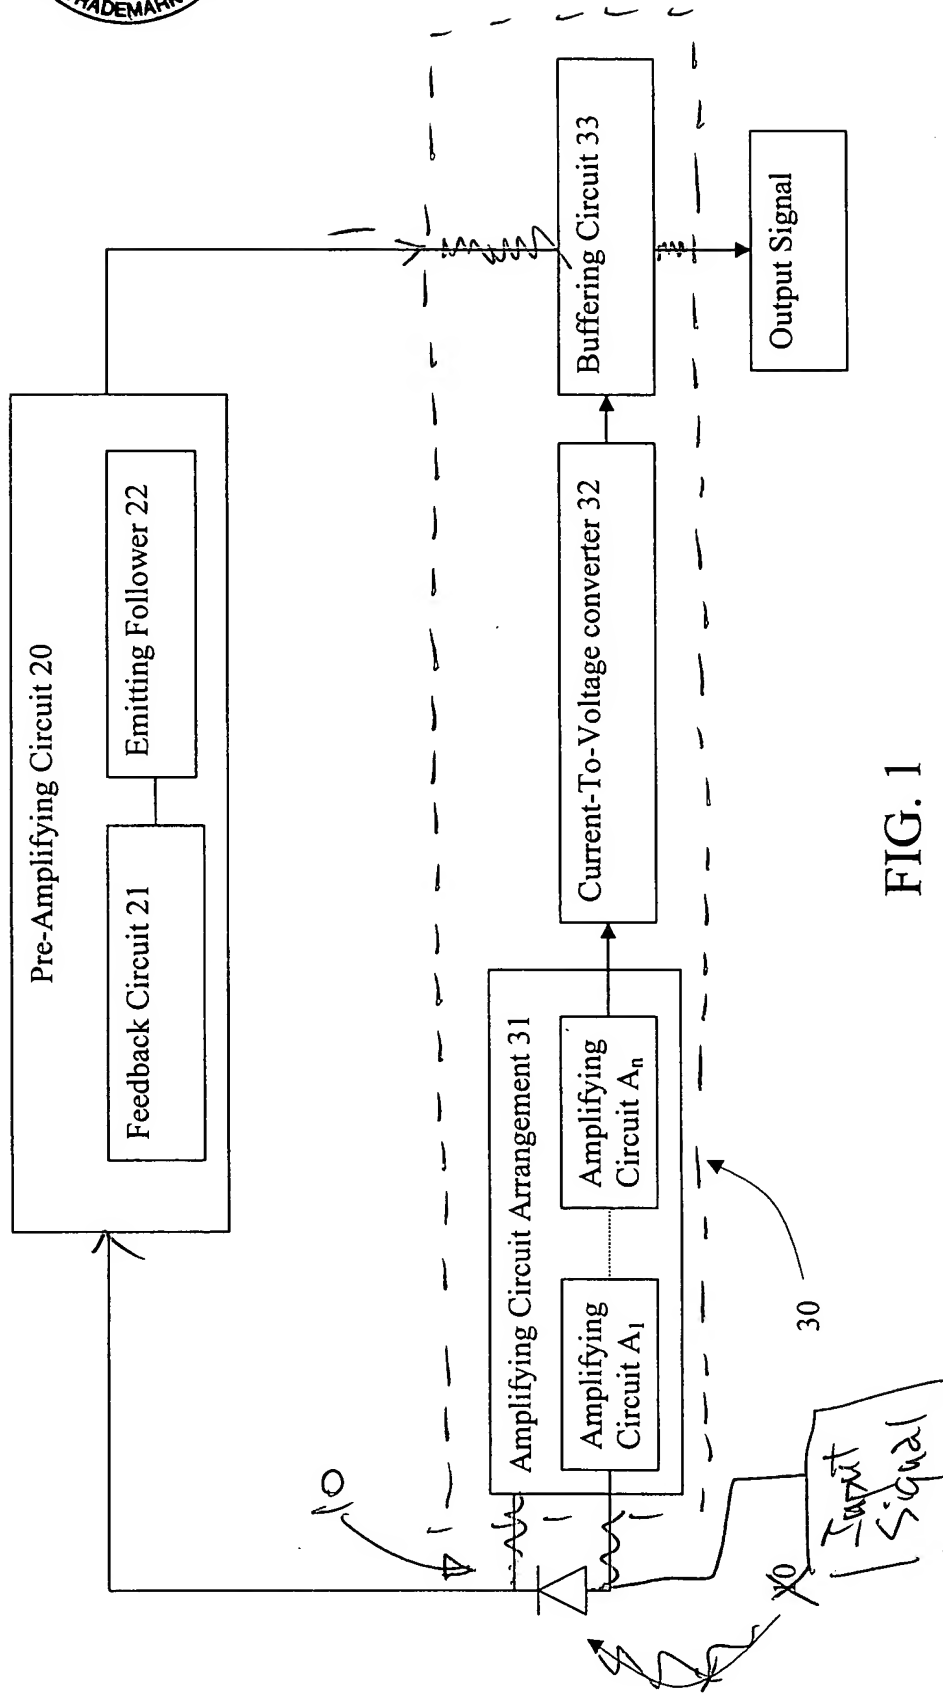 TRADEMARK
Pre-Amplifying Circuit 20
Feedback Circuit 21
Emitting Follower 22
10
Amplifying Circuit Arrangement 31
Amplifying
Circuit A1
Amplifying
Circuit An
Current-To-Voltage converter 32
Buffering Circuit 33
Output Signal
30
10
Input
Signal
FIG. 1